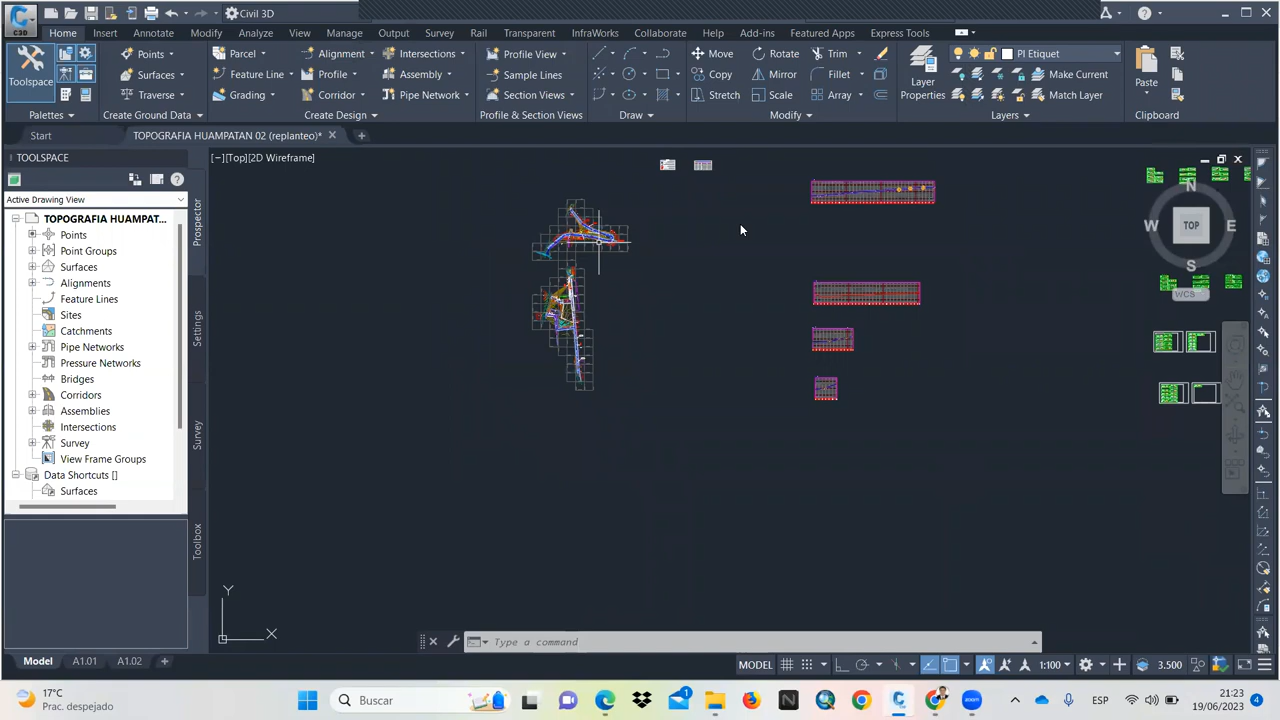 C3D
Civil 3D
Home Insert Annotate Modify Analyze View Manage Output Survey Rail Transparent InfraWorks Collaborate Help Add-ins Featured Apps Express Tools
Toolspace
Points
Surfaces
Traverse
Parcel
Feature Line
Grading
Alignment
Profile
Corridor
Intersections
Assembly
Pipe Network
Profile View
Sample Lines
Section Views
Move
Copy
Stretch
Rotate
Mirror
Scale
Trim
Fillet
Array
Layer
Properties
PI Etiquet
Make Current
Match Layer
Paste
Palettes
Create Ground Data
Create Design
Profile & Section Views
Draw
Modify
Layers
Clipboard
Start
TOPOGRAFIA HUAMPATAN 02 (replanteo)*
TOOLSPACE
[−][Top][2D Wireframe]
Active Drawing View
TOPOGRAFIA HUAMPAT...
Points
Point Groups
Surfaces
Alignments
Feature Lines
Sites
Catchments
Pipe Networks
Pressure Networks
Bridges
Corridors
Assemblies
Intersections
Survey
View Frame Groups
Data Shortcuts []
Surfaces
Prospector
Settings
Survey
Toolbox
N
W
TOP
E
S
WCS
Y
X
Type a command
Model A1.01 A1.02
MODEL
1:100
3.500
17°C
Prac. despejado
Buscar
1
N
zoom
ESP
21:23
19/06/2023
4